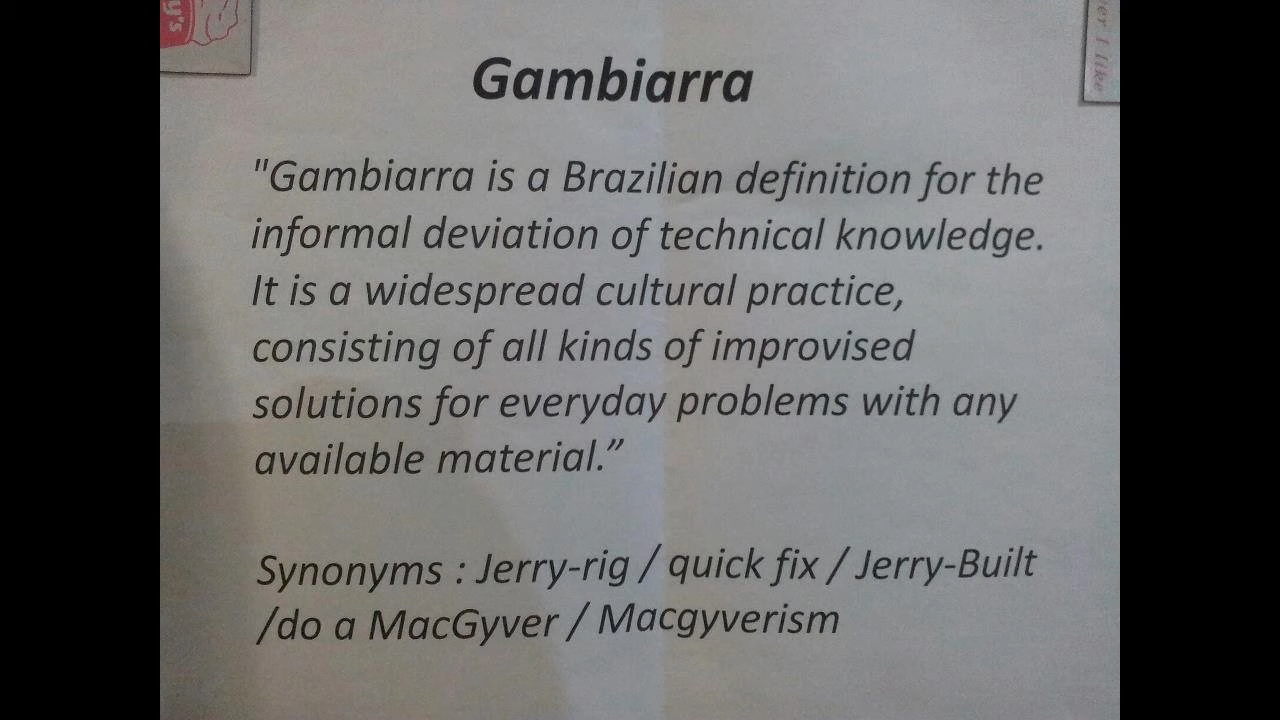 y's
er I like
Gambiarra
"Gambiarra is a Brazilian definition for the
informal deviation of technical knowledge.
It is a widespread cultural practice,
consisting of all kinds of improvised
solutions for everyday problems with any
available material.”
Synonyms : Jerry-rig / quick fix / Jerry-Built
/do a MacGyver / Macgyverism